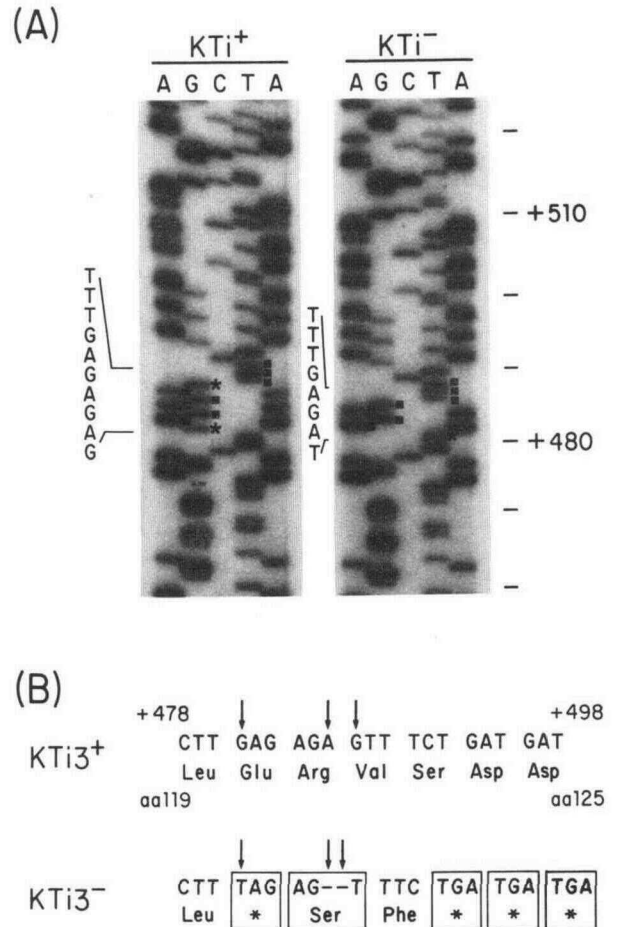 (A)
KTi+ KTi−
A G C T A A G C T A
+510
T
T
T
G
A
G
A
G
A
G
T
T
T
G
A
G
A
T
* 
*
+480
(B)
+478 +498
KTi3+ CTT GAG AGA GTT TCT GAT GAT
Leu Glu Arg Val Ser Asp Asp
aa119 aa125
KTi3− CTT TAG AG--T TTC TGA TGA TGA
Leu * Ser Phe * * *